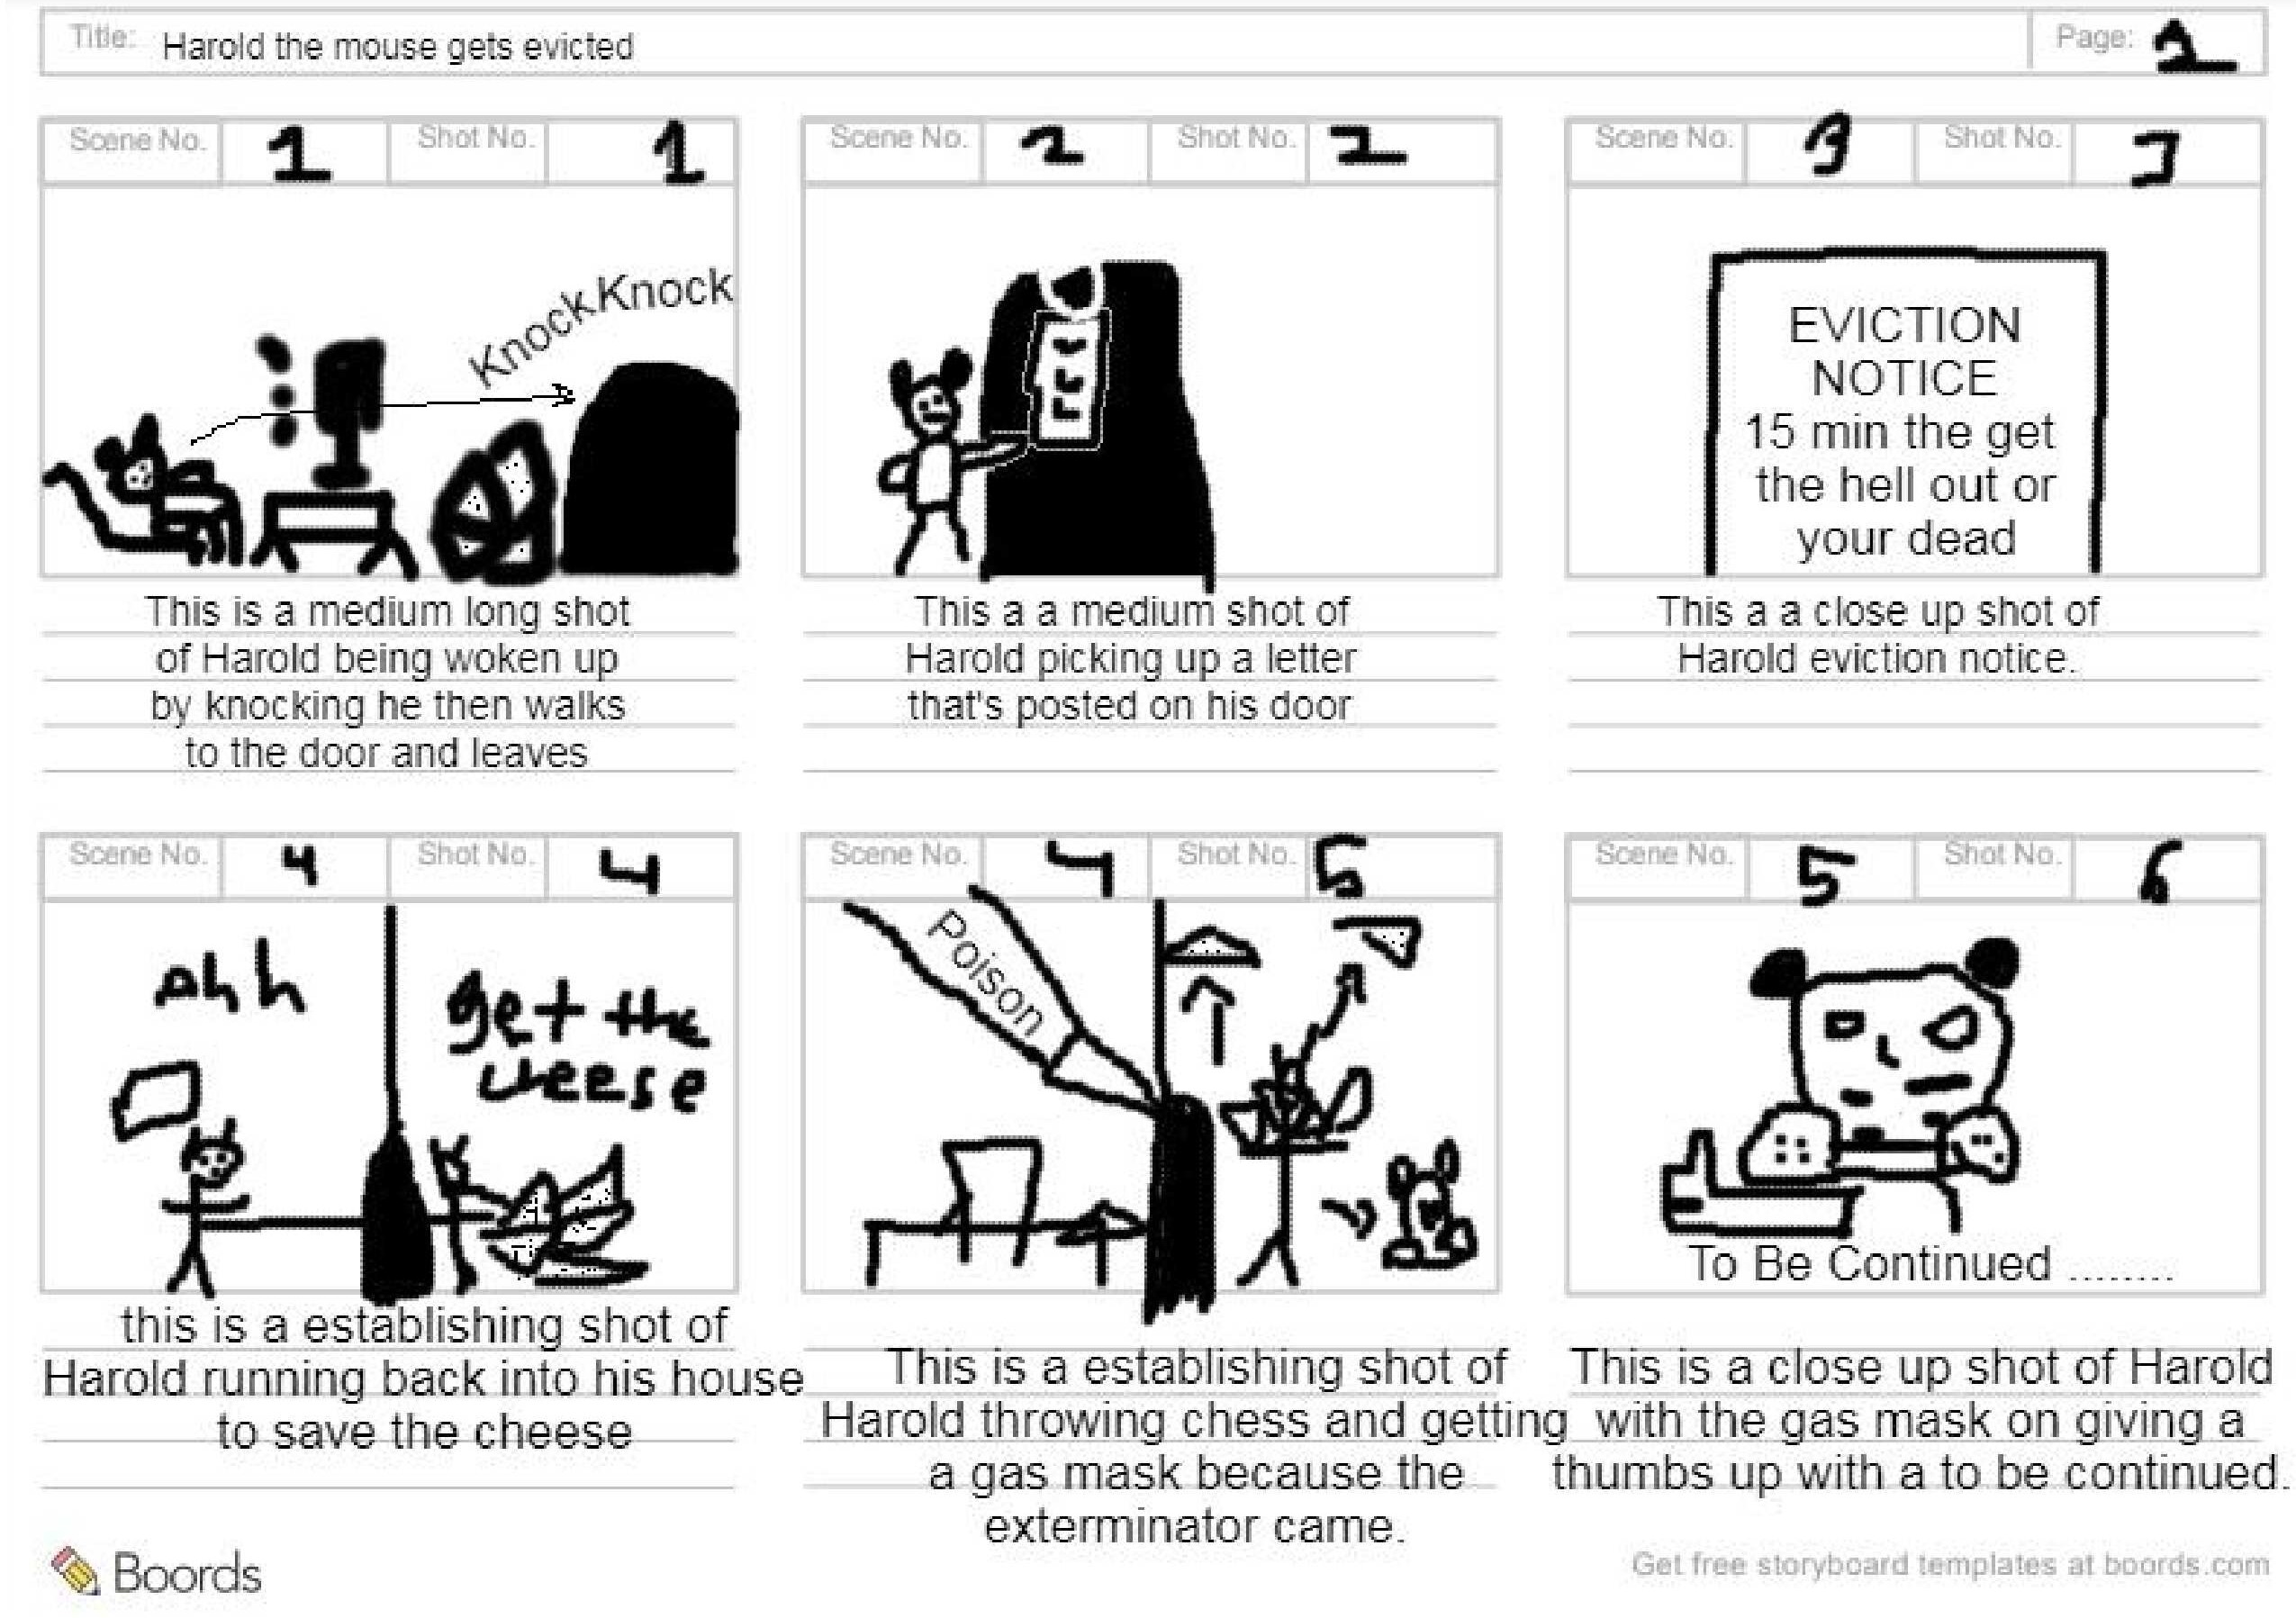 Title: Harold the mouse gets evicted
Page: 1
Scene No. 1 Shot No. 1
Scene No. 2 Shot No. 2
Scene No. 3 Shot No. 3
KnockKnock
EVICTION
NOTICE
15 min the get
the hell out or
your dead
This is a medium long shot
of Harold being woken up
by knocking he then walks
to the door and leaves
This a a medium shot of
Harold picking up a letter
that's posted on his door
This a a close up shot of
Harold eviction notice.
Scene No. 4 Shot No. 4
Scene No. 4 Shot No. 5
Scene No. 5 Shot No. 6
ahh
get the
cheese
Poison
To Be Continued ........
this is a establishing shot of
Harold running back into his house
to save the cheese
This is a establishing shot of
Harold throwing chess and getting
a gas mask because the
exterminator came.
This is a close up shot of Harold
with the gas mask on giving a
thumbs up with a to be continued.
Boords
Get free storyboard templates at boords.com